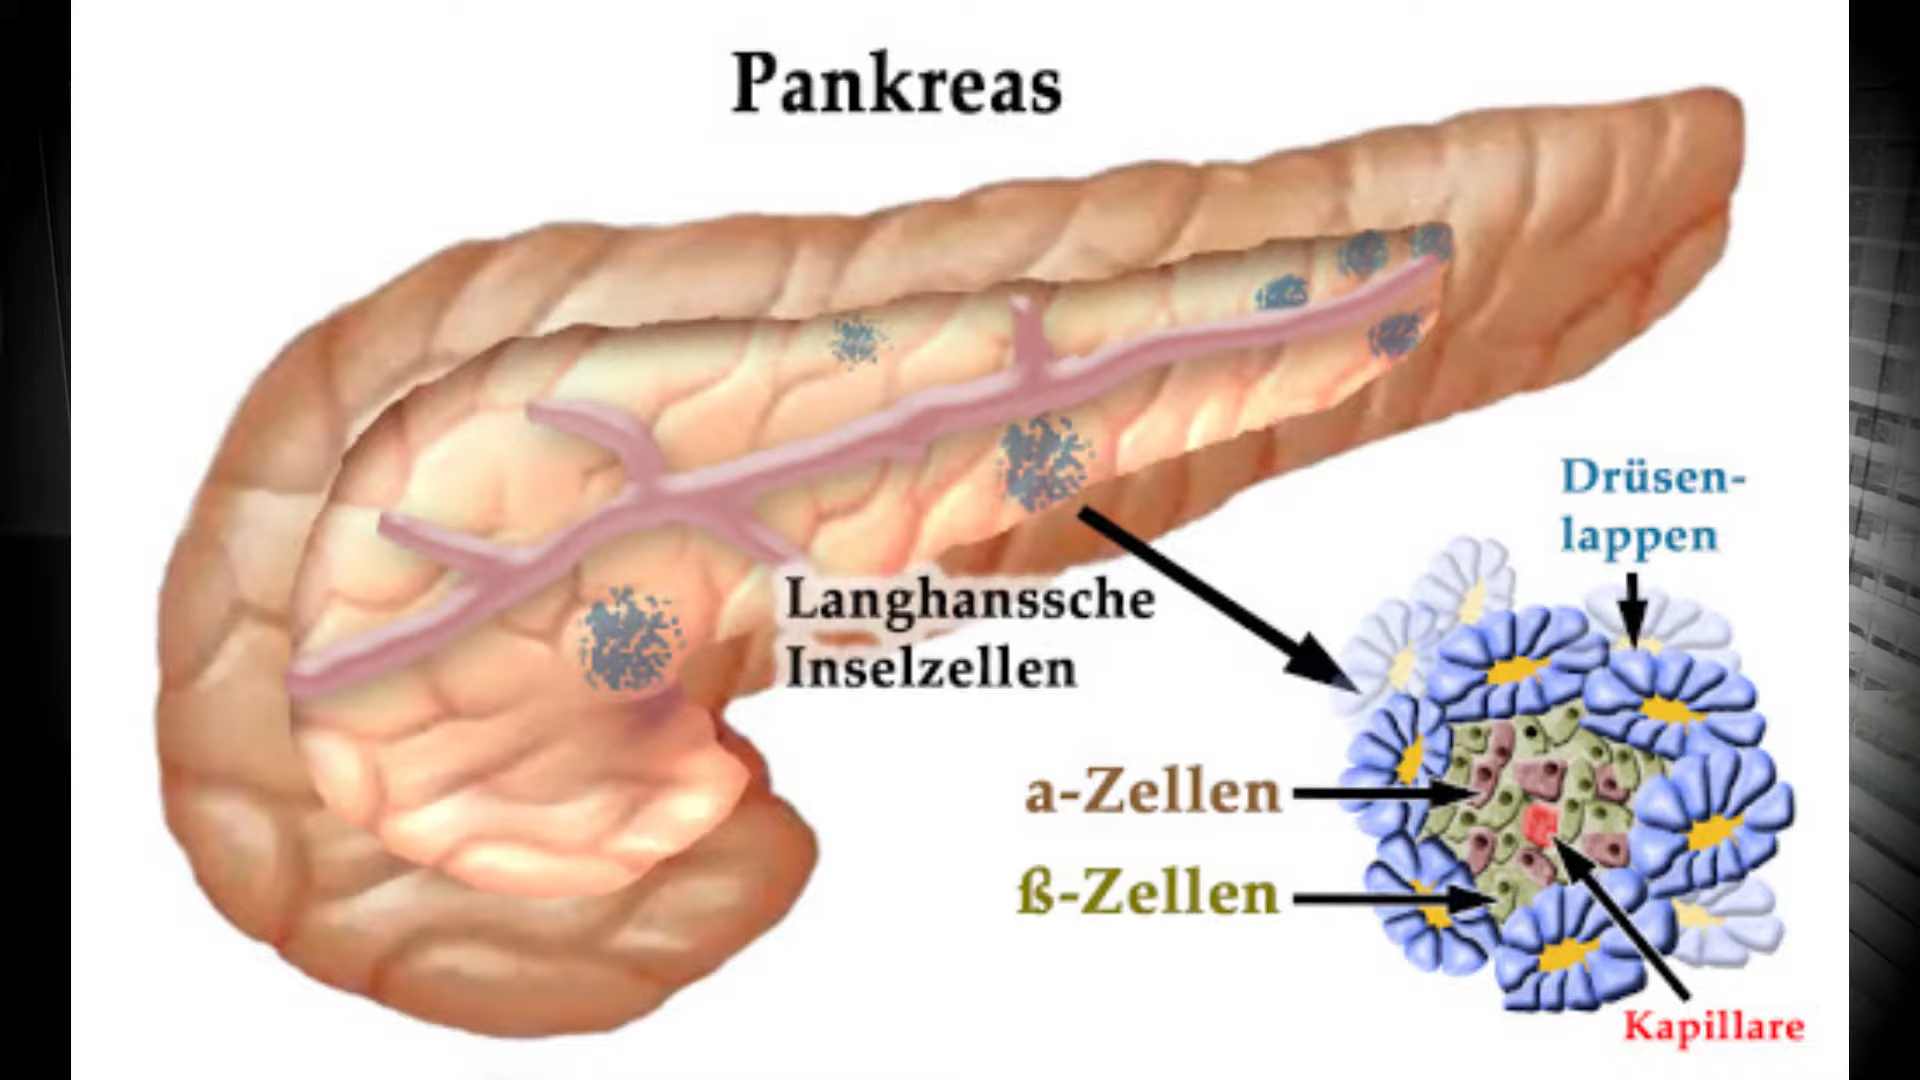 Pankreas
Drüsen-
lappen
Langhanssche
Inselzellen
a-Zellen
ß-Zellen
Kapillare